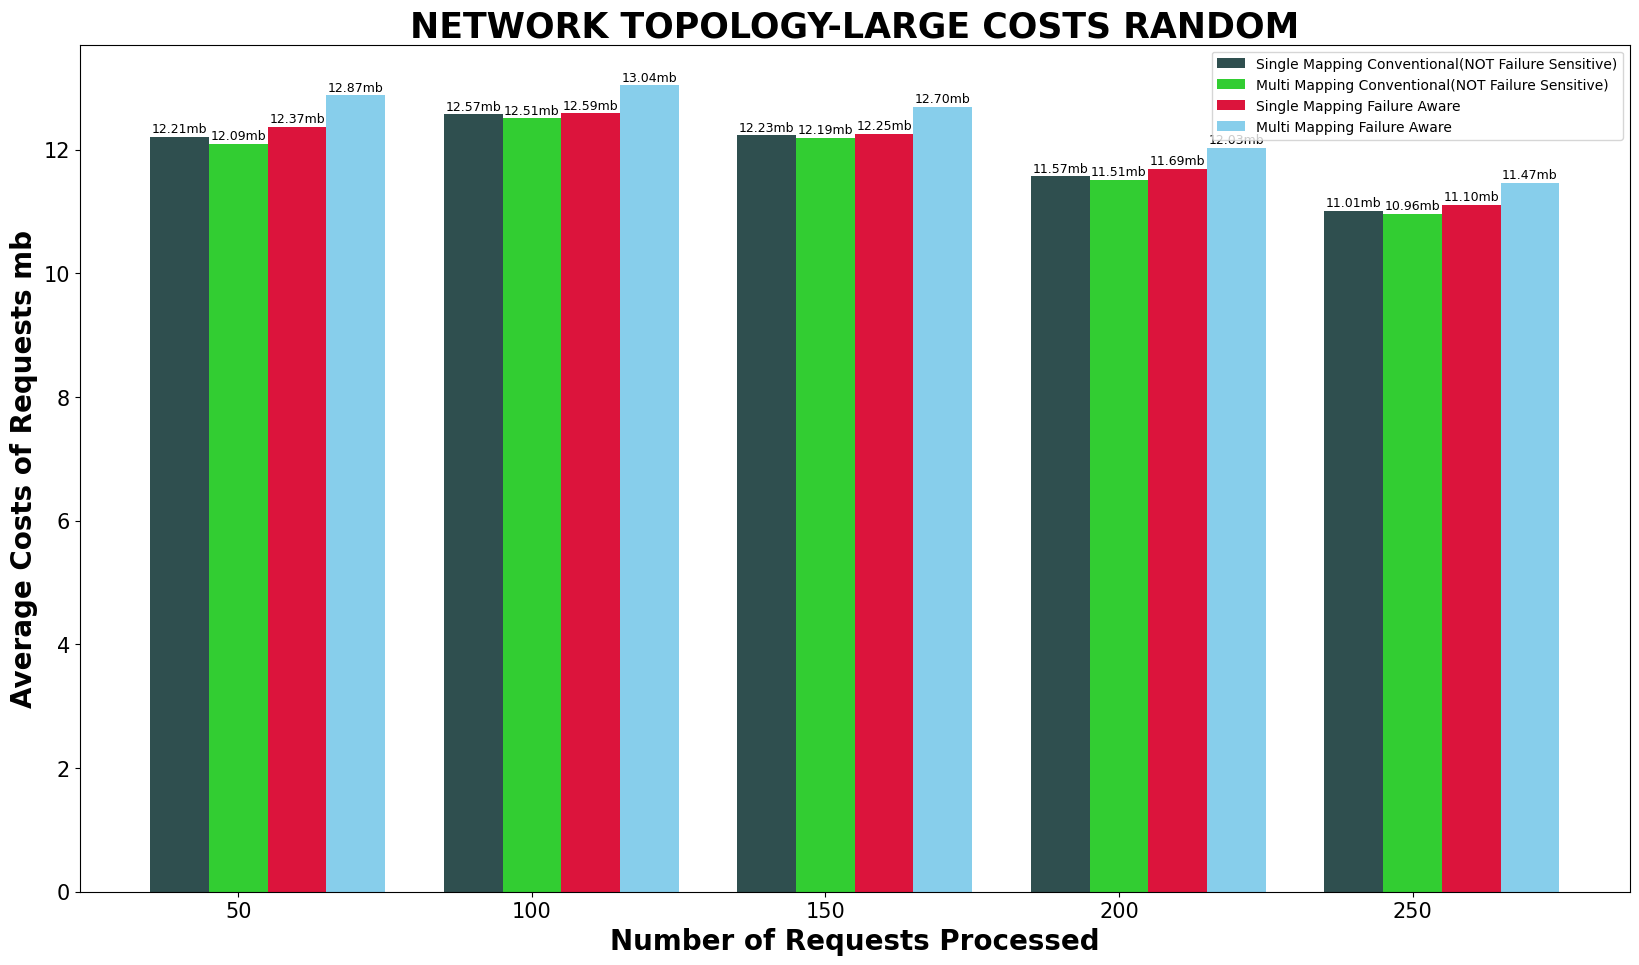 NETWORK TOPOLOGY-LARGE COSTS RANDOM
Single Mapping Conventional(NOT Failure Sensitive)
Multi Mapping Conventional(NOT Failure Sensitive)
Single Mapping Failure Aware
Multi Mapping Failure Aware
12.21mb
12.09mb
12.37mb
12.87mb
12.57mb
12.51mb
12.59mb
13.04mb
12.23mb
12.19mb
12.25mb
12.70mb
11.57mb
11.51mb
11.69mb
12.03mb
11.01mb
10.96mb
11.10mb
11.47mb
Average Costs of Requests mb
12
10
8
6
4
2
0
50
100
150
200
250
Number of Requests Processed